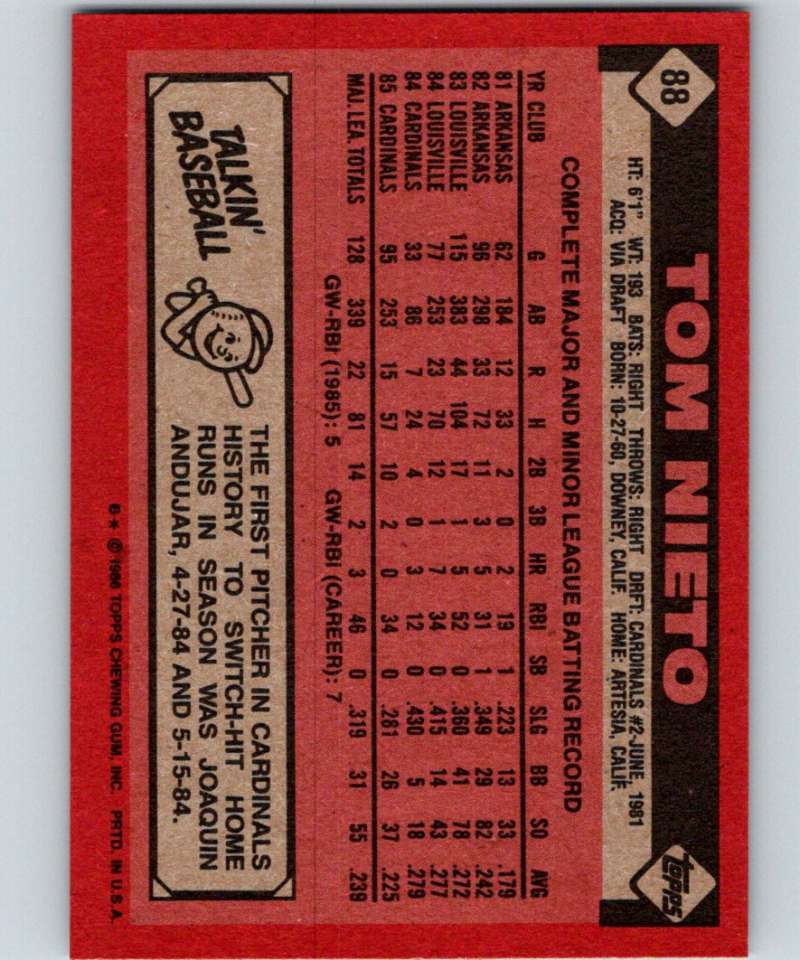 88
TOM NIETO
topps
HT: 6'1" WT: 193 BATS: RIGHT THROWS: RIGHT DRFT: CARDINALS #2-JUNE, 1981
ACQ: VIA DRAFT BORN: 10-27-60, DOWNEY, CALIF. HOME: ARTESIA, CALIF.
COMPLETE MAJOR AND MINOR LEAGUE BATTING RECORD
YR CLUB G AB R H 2B 3B HR RBI SB SLG BB SO AVG
81 ARKANSAS 62 184 12 33 2 0 2 19 1 .223 13 33 .179
82 ARKANSAS 96 298 33 72 11 3 5 31 1 .349 29 82 .242
83 LOUISVILLE 115 383 44 104 17 1 5 52 0 .360 41 78 .272
84 LOUISVILLE 77 253 23 70 12 1 7 34 0 .415 14 43 .277
84 CARDINALS 33 86 7 24 4 0 3 12 0 .430 5 18 .279
85 CARDINALS 95 253 15 57 10 2 0 34 0 .281 26 37 .225
MAJ. LEA. TOTALS 128 339 22 81 14 2 3 46 0 .319 31 55 .239
GW-RBI (1985): 5 GW-RBI (CAREER): 7
TALKIN'
BASEBALL
THE FIRST PITCHER IN CARDINALS
HISTORY TO SWITCH-HIT HOME
RUNS IN SEASON WAS JOAQUIN
ANDUJAR, 4-27-84 AND 5-15-84.
B* © 1986 TOPPS CHEWING GUM, INC. PRTD. IN U.S.A.